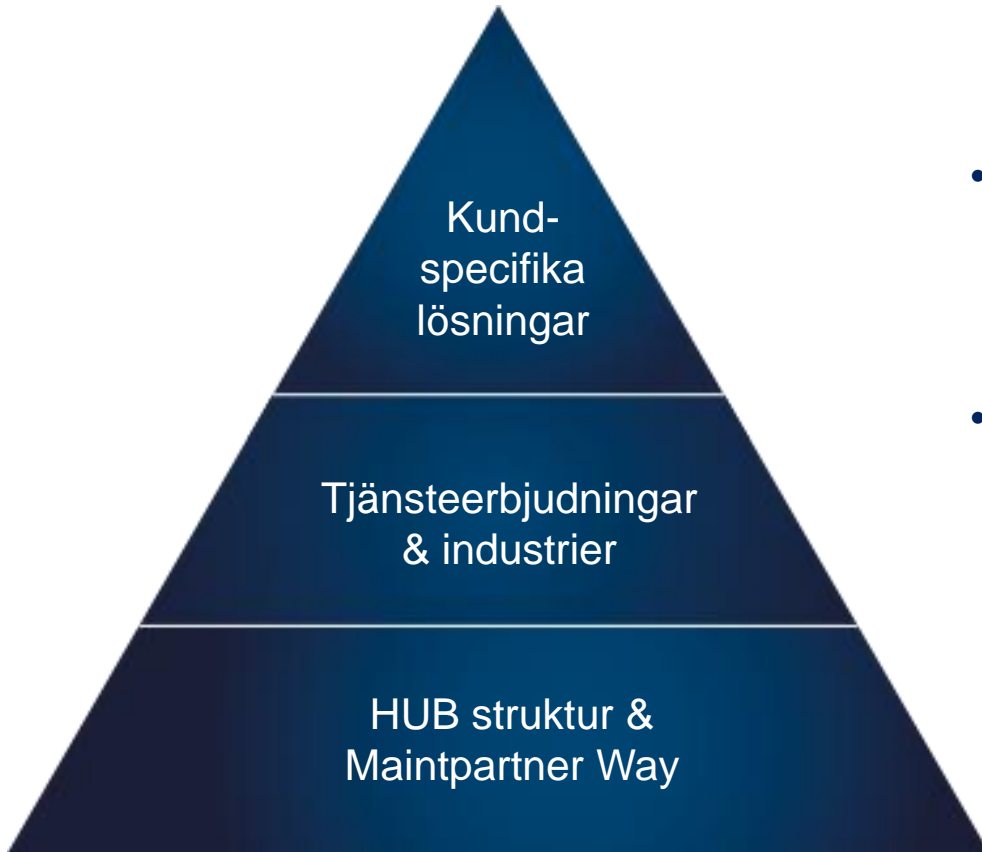 Kund-
specifika
lösningar
Tjänsteerbjudningar
& industrier
HUB struktur &
Maintpartner Way